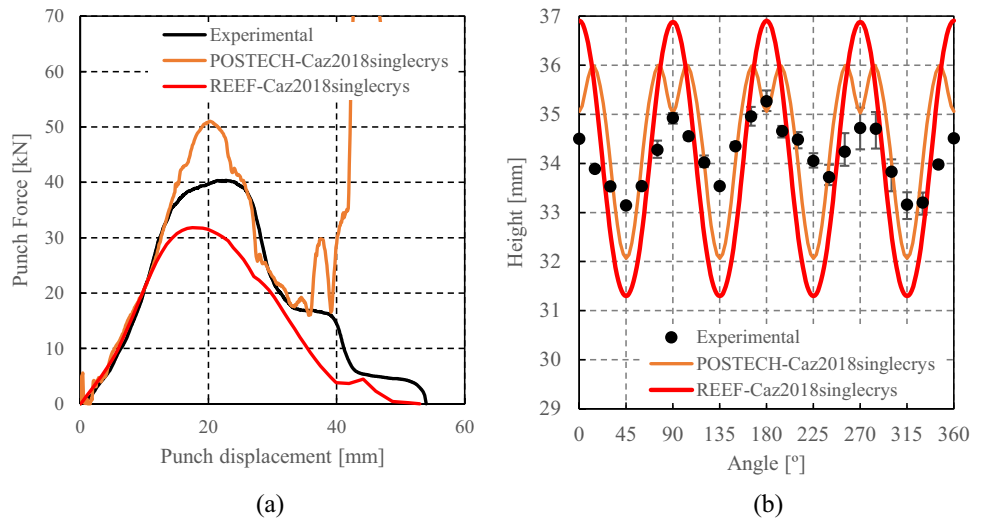 70
60
50
40
30
20
10
0
0
20
40
60
Punch Force [kN]
Punch displacement [mm]
Experimental
POSTECH-Caz2018singlecrys
REEF-Caz2018singlecrys
(a)
37
36
35
34
33
32
31
30
29
0
45
90
135
180
225
270
315
360
Height [mm]
Angle [º]
Experimental
POSTECH-Caz2018singlecrys
REEF-Caz2018singlecrys
(b)